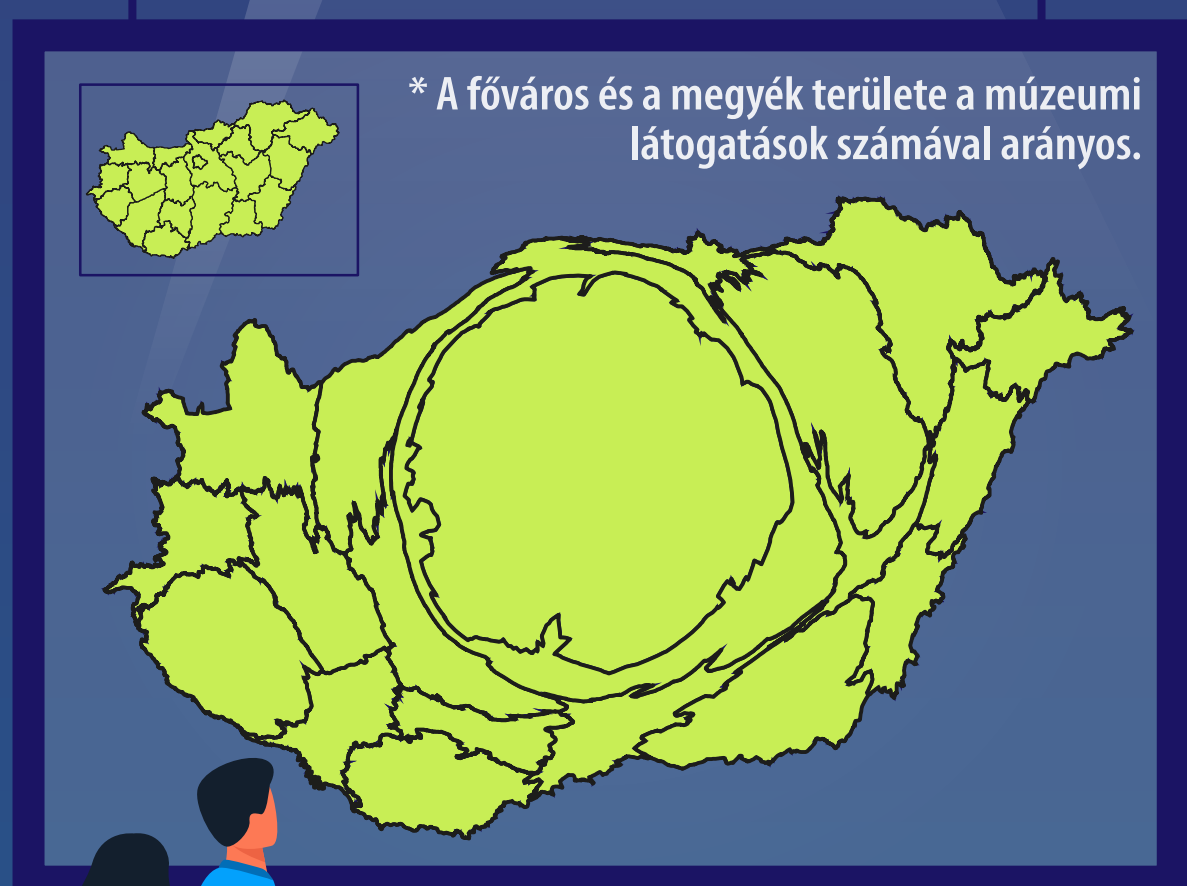 * A főváros és a megyék területe a múzeumi
látogatások számával arányos.